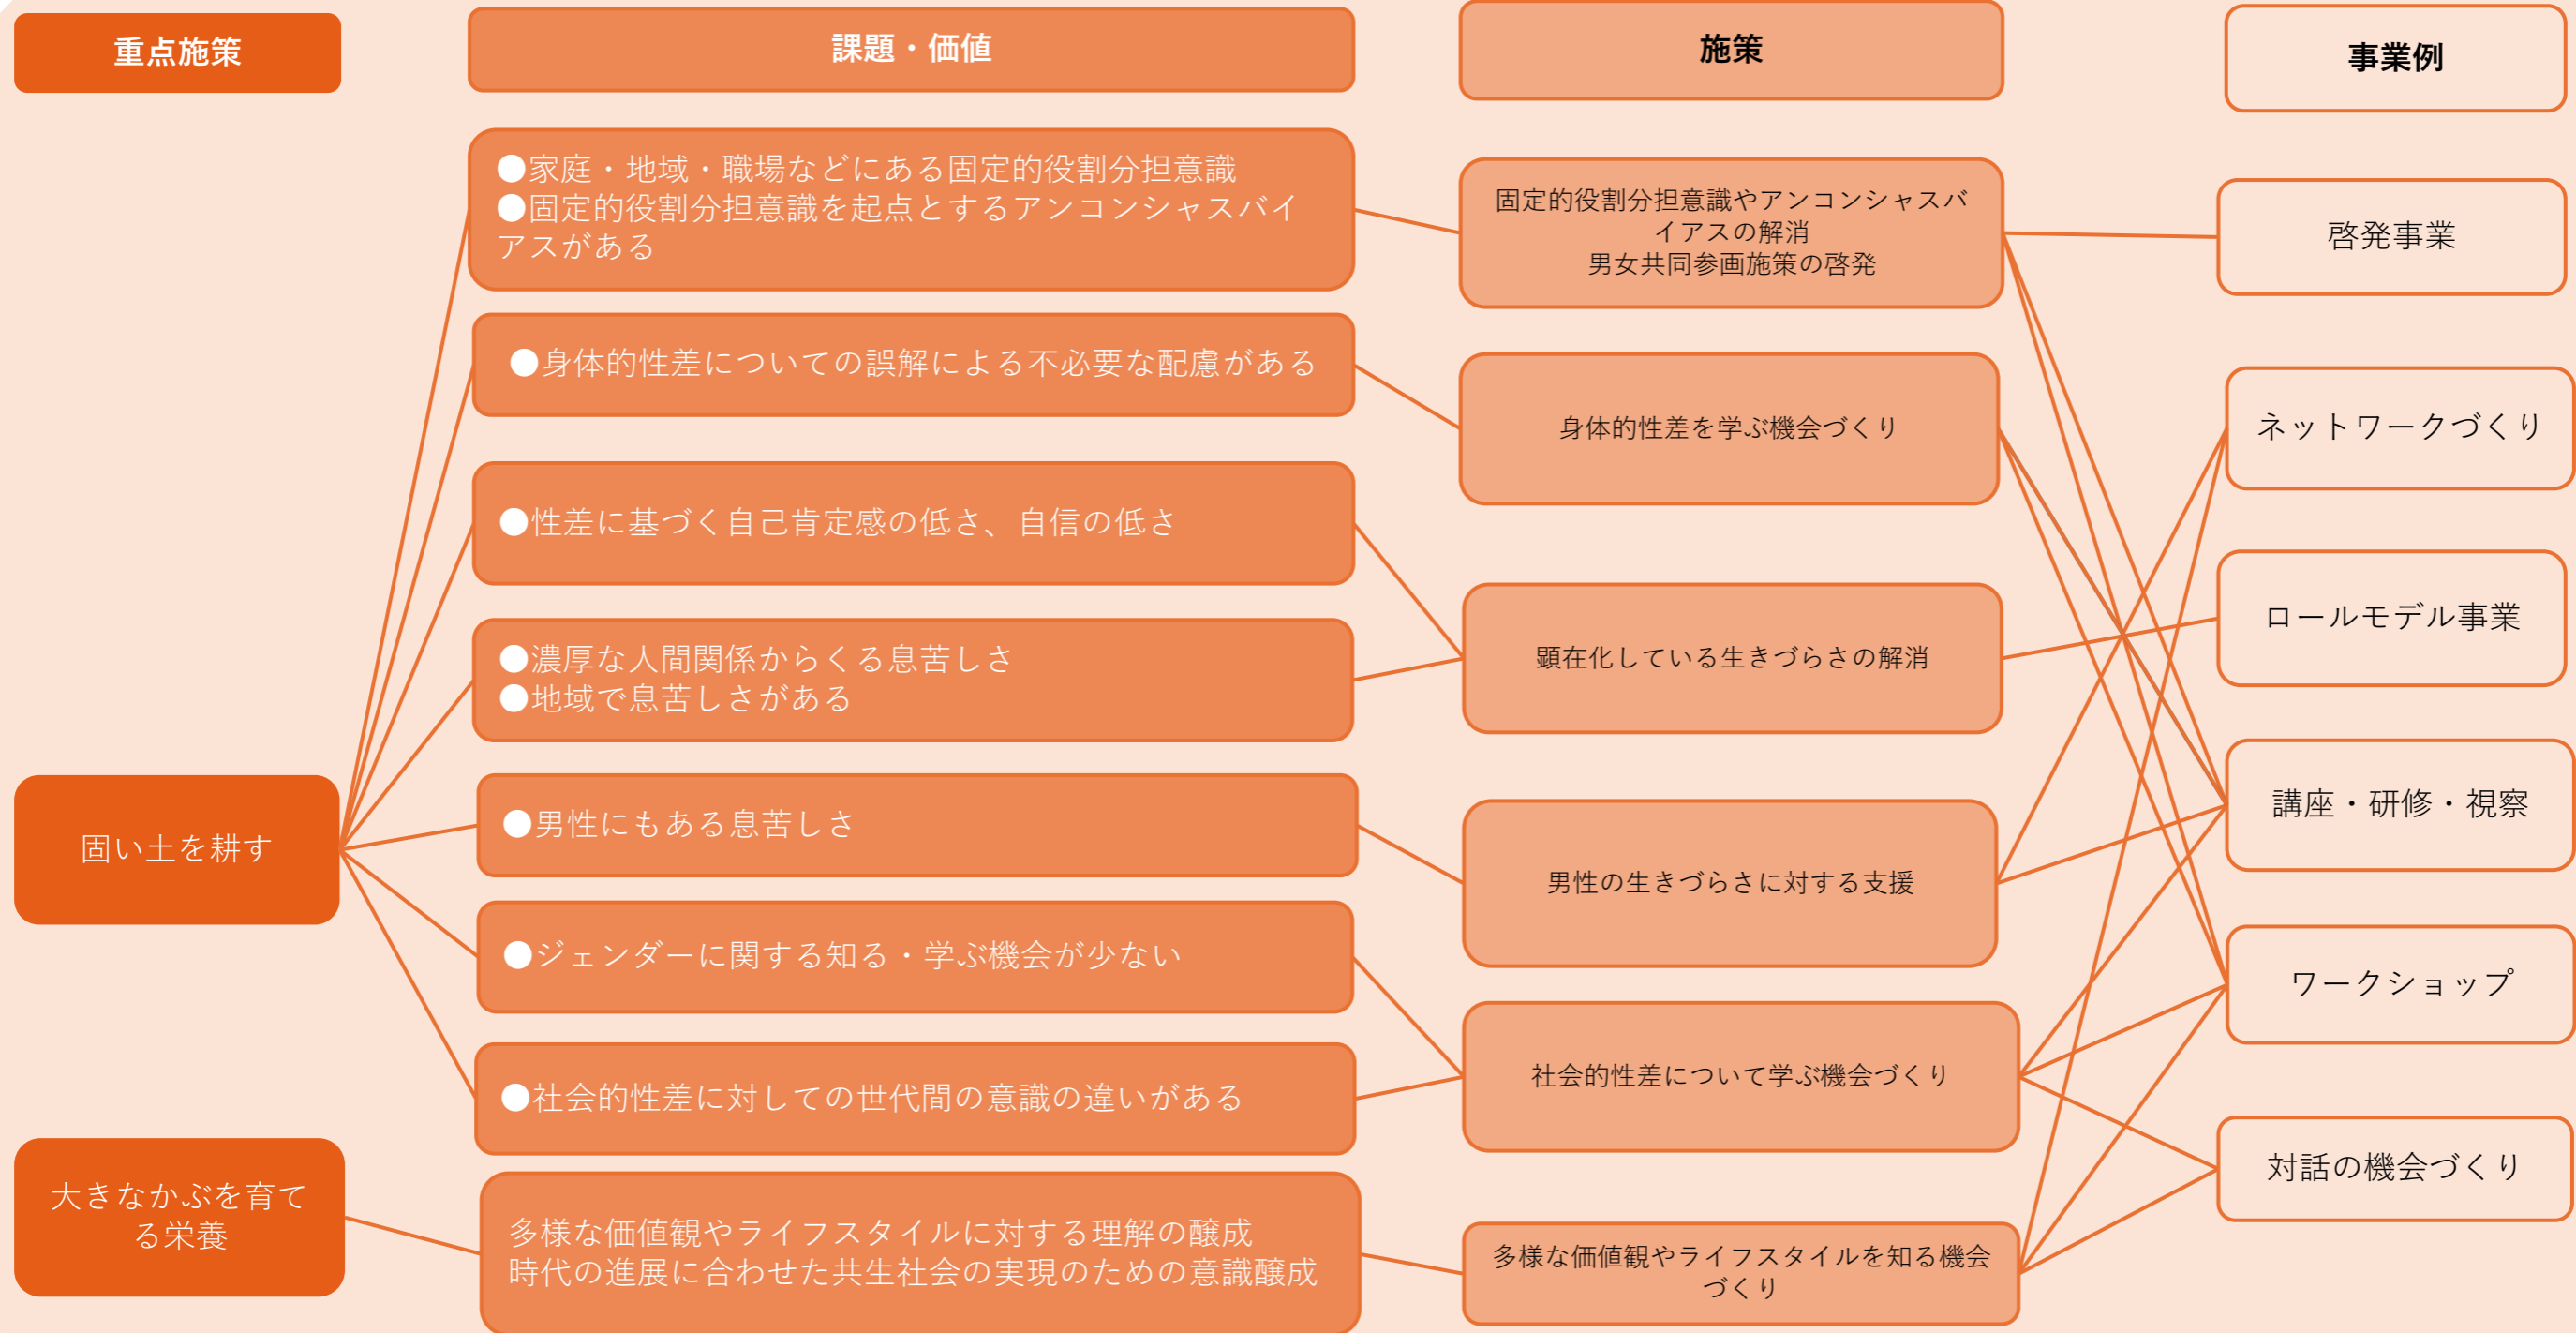 重点施策
課題・価値
施策
事業例
固い土を耕す
大きなかぶを育て
る栄養
●家庭・地域・職場などにある固定的役割分担意識
●固定的役割分担意識を起点とするアンコンシャスバイ
アスがある
●身体的性差についての誤解による不必要な配慮がある
●性差に基づく自己肯定感の低さ、自信の低さ
●濃厚な人間関係からくる息苦しさ
●地域で息苦しさがある
●男性にもある息苦しさ
●ジェンダーに関する知る・学ぶ機会が少ない
●社会的性差に対しての世代間の意識の違いがある
多様な価値観やライフスタイルに対する理解の醸成
時代の進展に合わせた共生社会の実現のための意識醸成
固定的役割分担意識やアンコンシャスバ
イアスの解消
男女共同参画施策の啓発
身体的性差を学ぶ機会づくり
顕在化している生きづらさの解消
男性の生きづらさに対する支援
社会的性差について学ぶ機会づくり
多様な価値観やライフスタイルを知る機会
づくり
啓発事業
ネットワークづくり
ロールモデル事業
講座・研修・視察
ワークショップ
対話の機会づくり